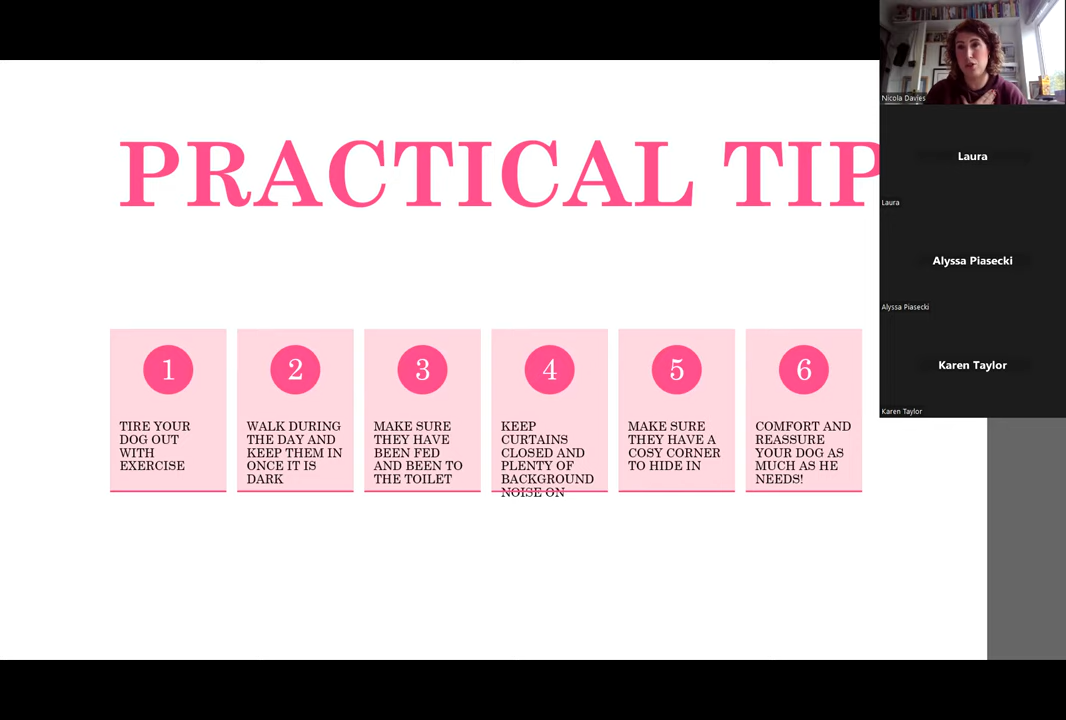 PRACTICAL TIP
1
TIRE YOUR
DOG OUT
WITH
EXERCISE
2
WALK DURING
THE DAY AND
KEEP THEM IN
ONCE IT IS
DARK
3
MAKE SURE
THEY HAVE
BEEN FED
AND BEEN TO
THE TOILET
4
KEEP
CURTAINS
CLOSED AND
PLENTY OF
BACKGROUND
NOISE ON
5
MAKE SURE
THEY HAVE A
COSY CORNER
TO HIDE IN
6
COMFORT AND
REASSURE
YOUR DOG AS
MUCH AS HE
NEEDS!
Nicola Davies
Laura
Laura
Alyssa Piasecki
Alyssa Piasecki
Karen Taylor
Karen Taylor